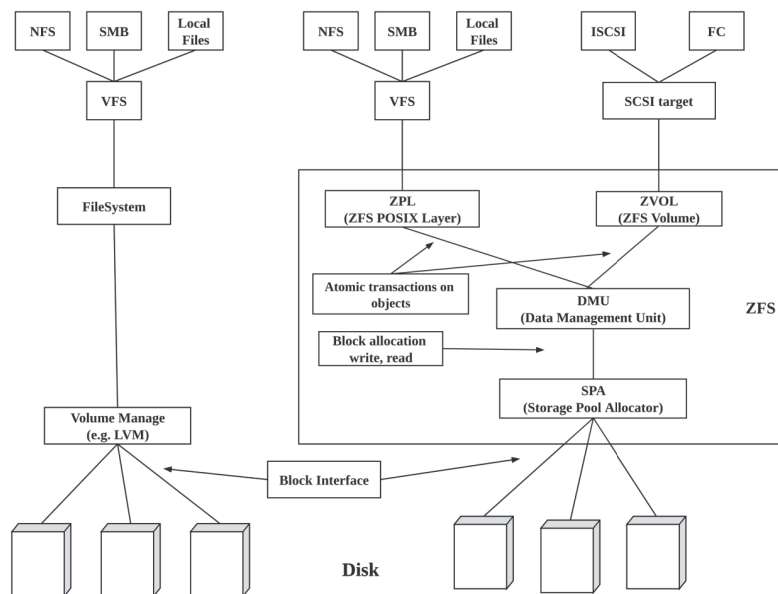 NFS
SMB
Local
Files
NFS
SMB
Local
Files
ISCSI
FC
VFS
VFS
SCSI target
FileSystem
ZPL
(ZFS POSIX Layer)
ZVOL
(ZFS Volume)
Atomic transactions on
objects
DMU
(Data Management Unit)
ZFS
Block allocation
write, read
SPA
(Storage Pool Allocator)
Volume Manage
(e.g. LVM)
Block Interface
Disk